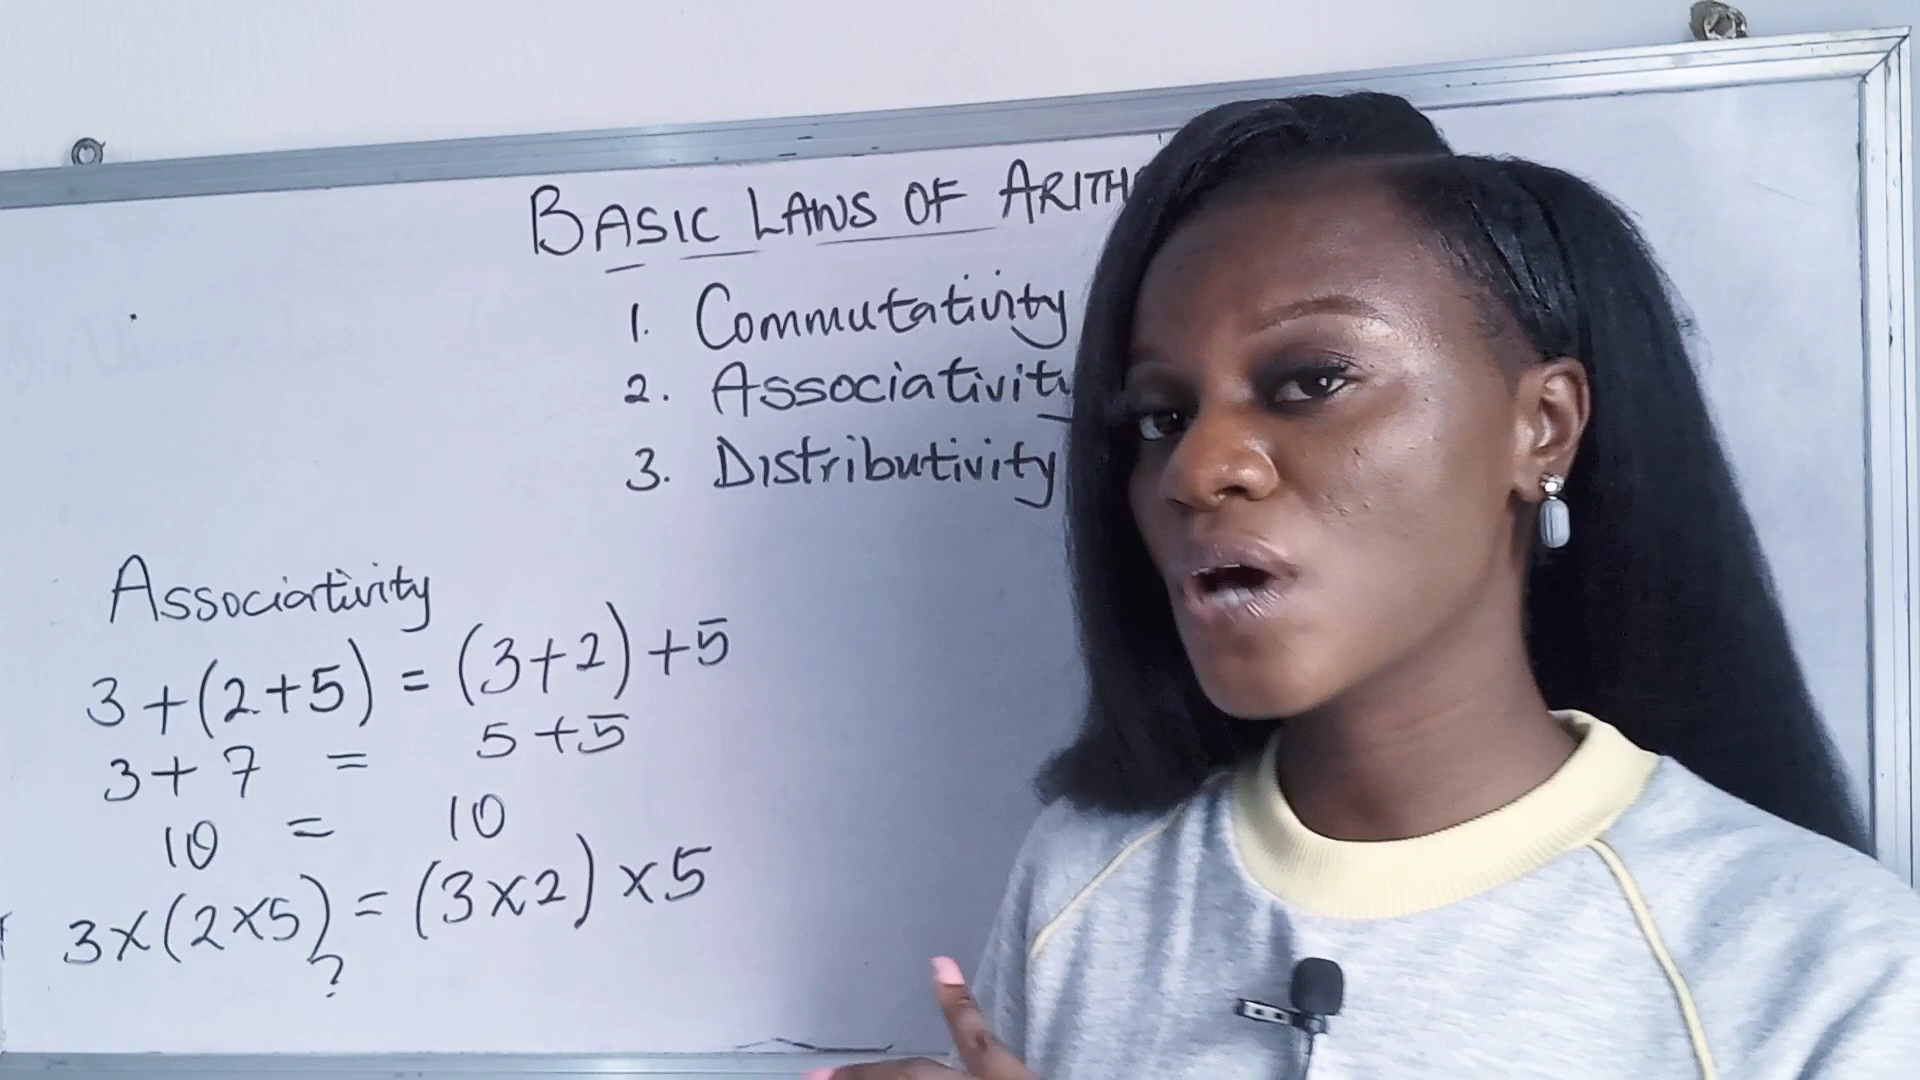 BASIC LAWS OF ARITH
1. Commutativity
2. Associativity
3. Distributivity
Associativity
3+(2+5) = (3+2)+5
3+7 = 5+5
10 = 10
3×(2×5) = (3×2)×5
?